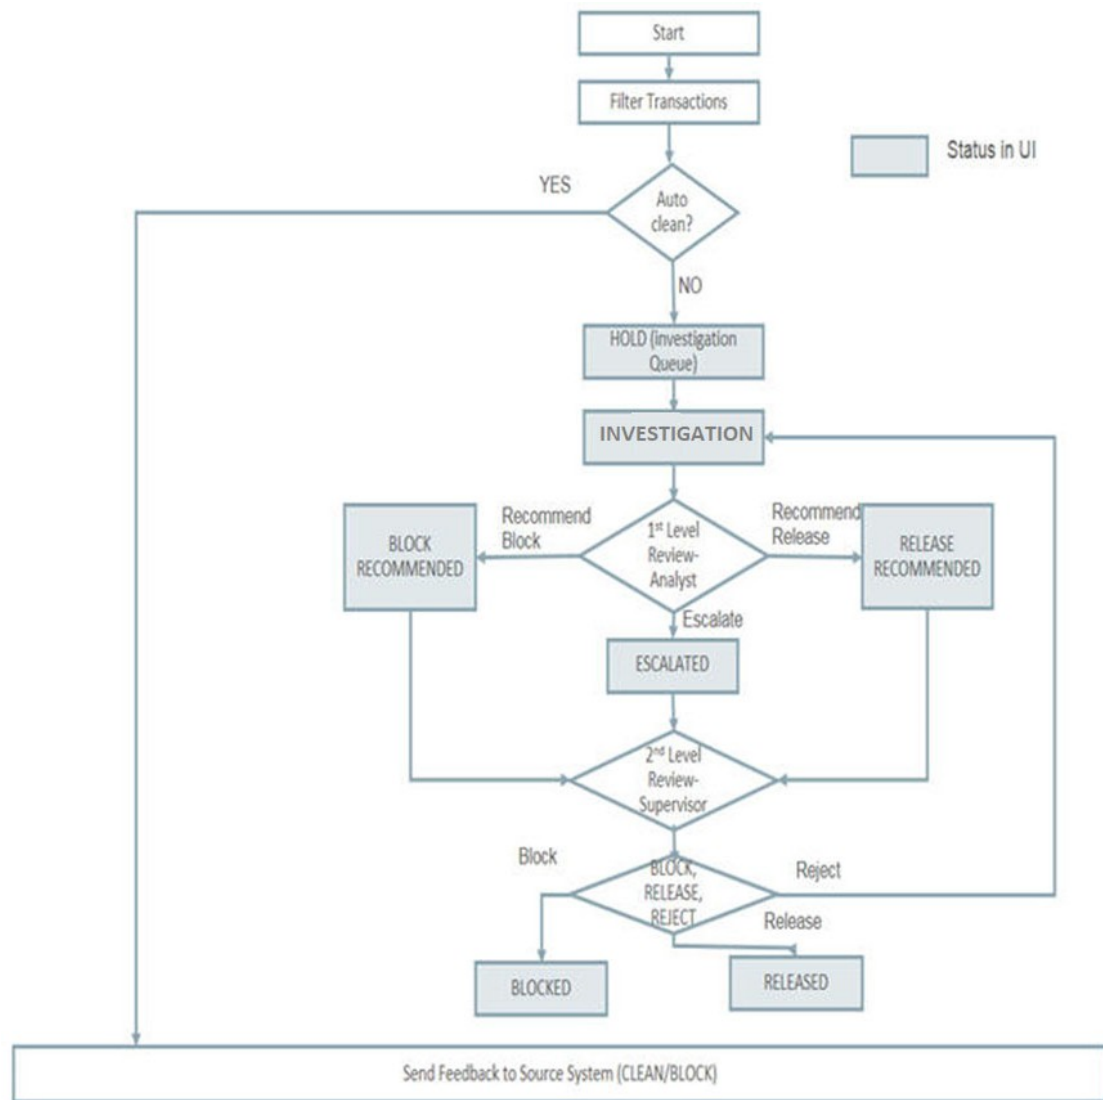 Start
Filter Transactions
Status in UI
YES
Auto
clean?
NO
HOLD (investigation
Queue)
INVESTIGATION
Recommend
Block
Recommend
Release
1st Level
Review-
Analyst
BLOCK
RECOMMENDED
RELEASE
RECOMMENDED
Escalate
ESCALATED
2nd Level
Review-
Supervisor
Block
BLOCK,
RELEASE,
REJECT
Reject
Release
BLOCKED
RELEASED
Send Feedback to Source System (CLEAN/BLOCK)